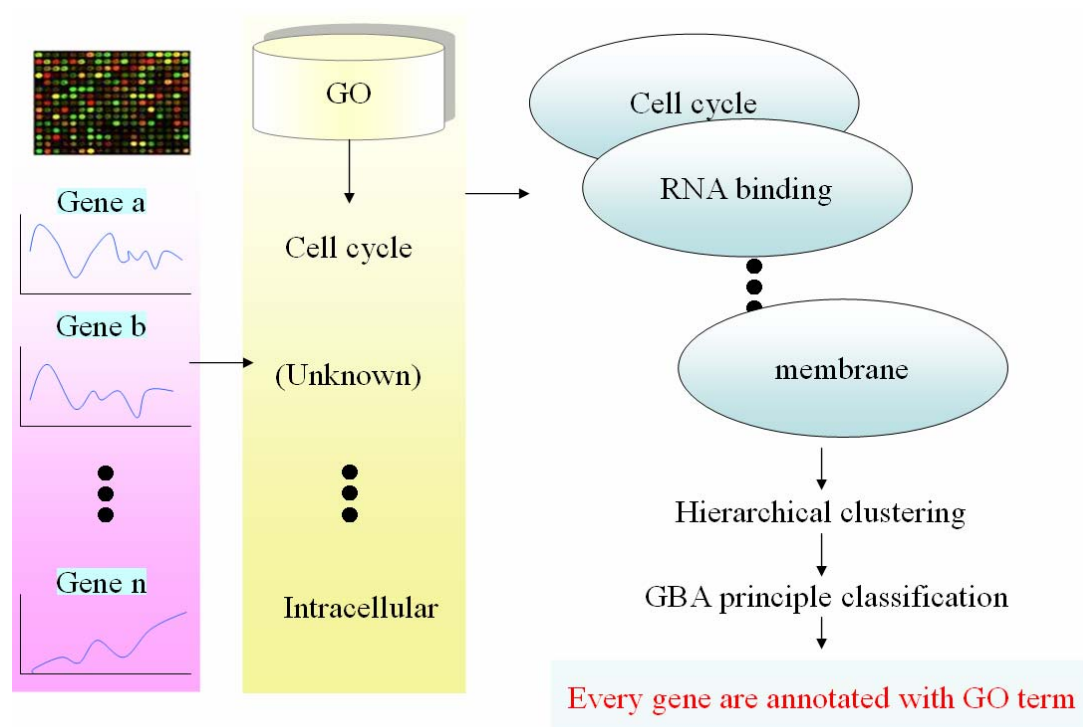 Gene a
Gene b
Gene n
GO
Cell cycle
(Unknown)
Intracellular
Cell cycle
RNA binding
membrane
Hierarchical clustering
GBA principle classification
Every gene are annotated with GO term